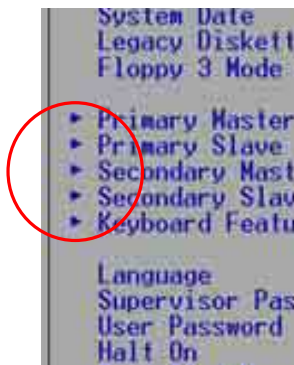 System Date
Legacy Diskett
Floppy 3 Mode
Primary Master
Primary Slave
Secondary Mast
Secondary Slav
Keyboard Featu
Language
Supervisor Pas
User Password
Halt On